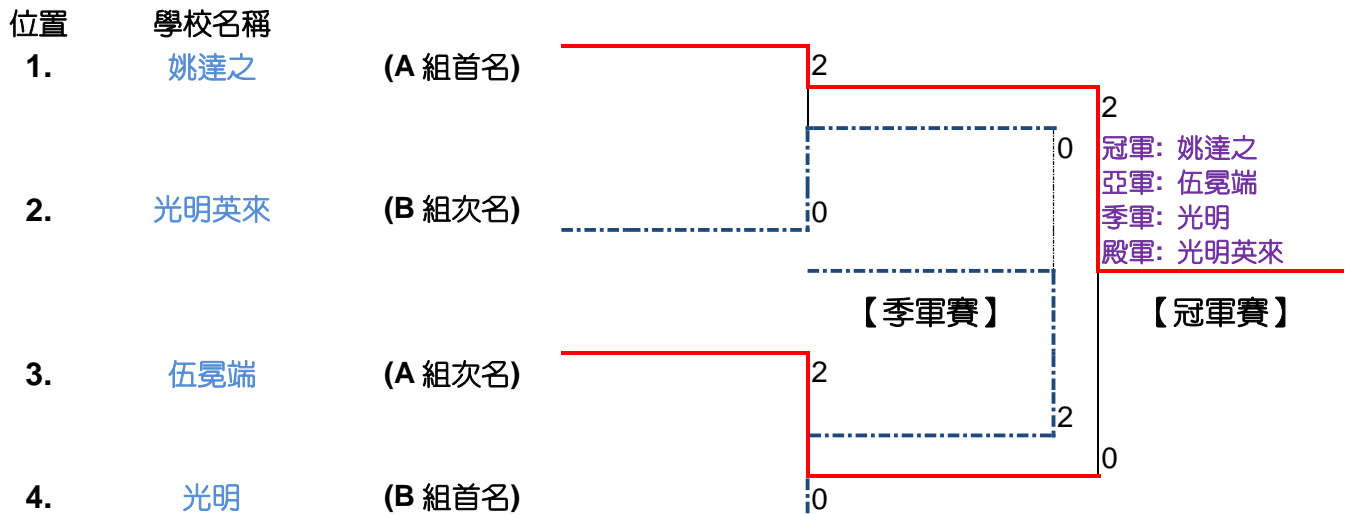 位置 學校名稱
1. 姚達之 (A 組首名) 2
2
0 冠軍: 姚達之
亞軍: 伍冕端
2. 光明英來 (B 組次名) 0 季軍: 光明
殿軍: 光明英來
【季軍賽】 【冠軍賽】
3. 伍冕端 (A 組次名) 2
2
0
4. 光明 (B 組首名) 0